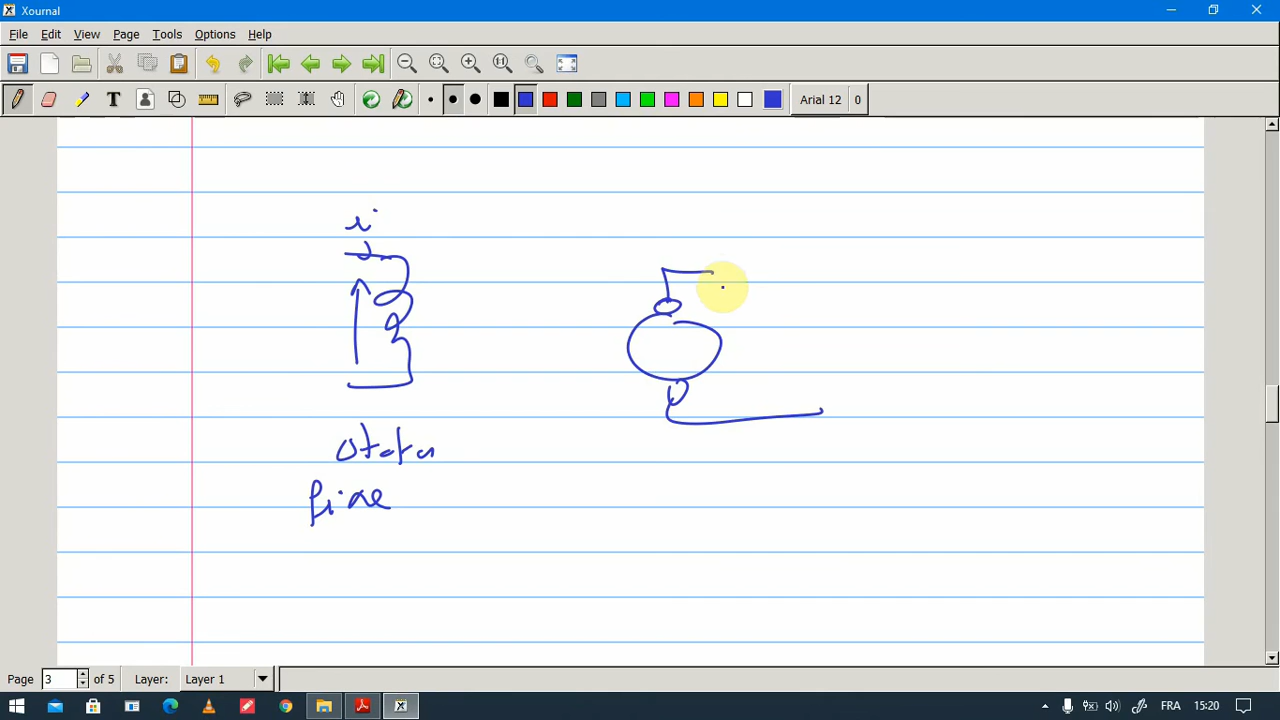 Xournal
File Edit View Page Tools Options Help
T Arial 12 0
i
stator
fixe
Page 3 of 5 Layer: Layer 1
FRA 15:20